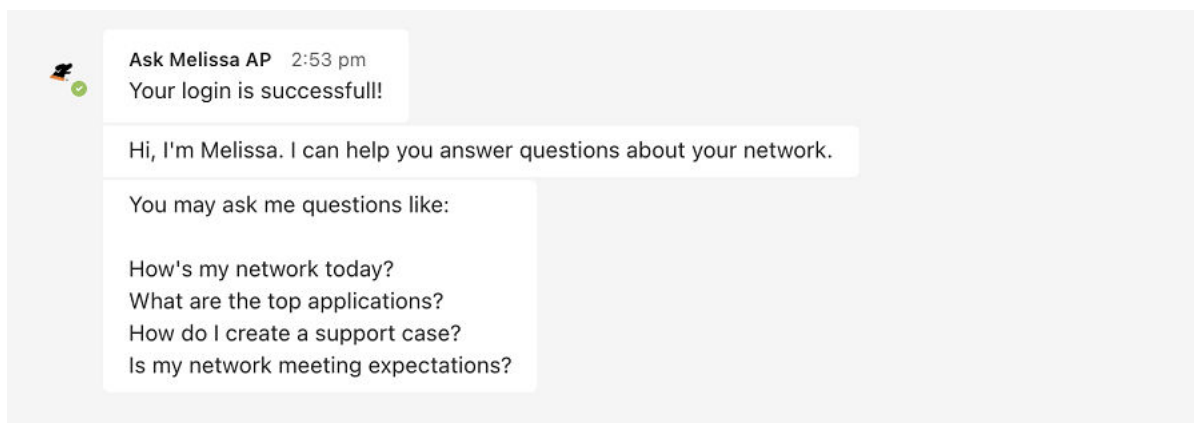 Ask Melissa AP 2:53 pm
Your login is successfull!
Hi, I'm Melissa. I can help you answer questions about your network.
You may ask me questions like:
How's my network today?
What are the top applications?
How do I create a support case?
Is my network meeting expectations?